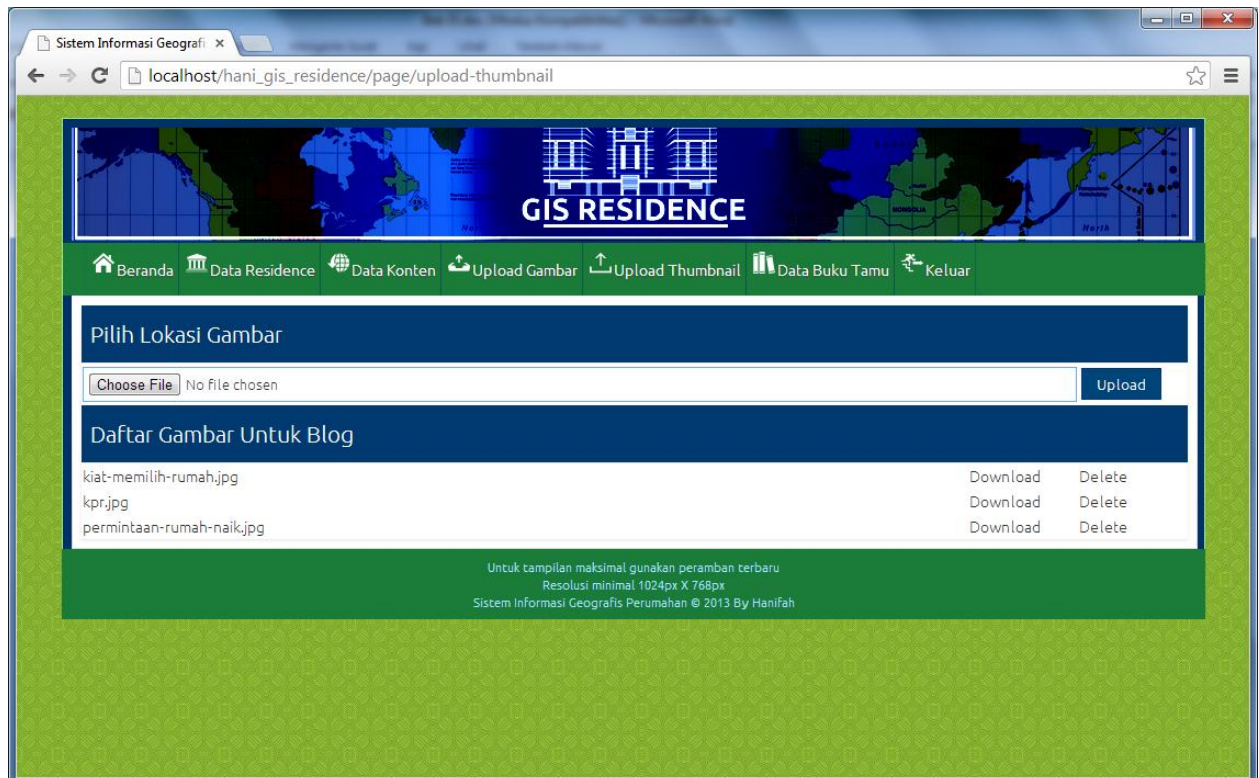 Sistem Informasi Geografi
localhost/hani_gis_residence/page/upload-thumbnail
GIS RESIDENCE
MONGOLIA
North
Beranda Data Residence Data Konten Upload Gambar Upload Thumbnail Data Buku Tamu Keluar
Pilih Lokasi Gambar
Choose File No file chosen Upload
Daftar Gambar Untuk Blog
kiat-memilih-rumah.jpg Download Delete
kpr.jpg Download Delete
permintaan-rumah-naik.jpg Download Delete
Untuk tampilan maksimal gunakan peramban terbaru
Resolusi minimal 1024px X 768px
Sistem Informasi Geografis Perumahan © 2013 By Hanifah